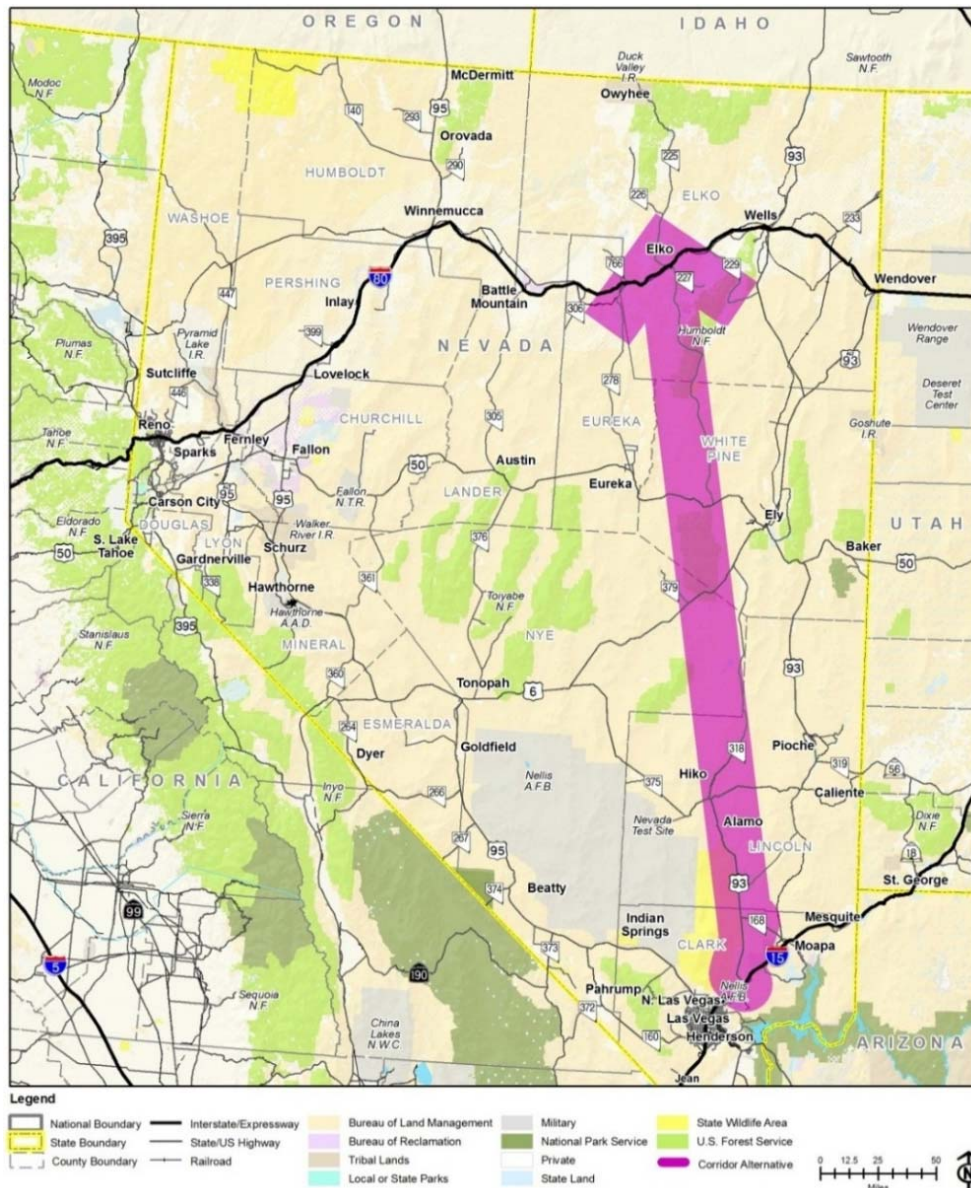 OREGON
IDAHO
Modoc
N.F.
McDermitt
Duck
Valley
I.R.
Owyhee
Sawtooth
N.F.
140
293
95
Orovada
290
225
226
93
HUMBOLDT
ELKO
WASHOE
395
Winnemucca
Wells
233
Elko
766
227
229
80
PERSHING
Inlay
447
Battle
Mountain
306
Wendover
399
Humboldt
N.F.
Wendover
Range
Pyramid
Lake
I.R.
NEVADA
Plumas
N.F.
Sutcliffe
446
Lovelock
93
Deseret
Test
Center
278
CHURCHILL
305
EUREKA
Reno
Tahoe
N.F.
Sparks
Fernley
Fallon
WHITE
PINE
Goshute
I.R.
50
Austin
Carson City
95
95
Fallon
N.T.R.
LANDER
Eureka
DOUGLAS
Eldorado
N.F.
Walker
River I.R.
Ely
UTAH
50
S. Lake
Tahoe
LYON
Schurz
376
Baker
50
Gardnerville
338
Hawthorne
361
379
Hawthorne
A.A.D.
Toiyabe
N.F.
395
Stanislaus
N.F.
MINERAL
NYE
360
Tonopah
6
93
264
ESMERALDA
Dyer
Goldfield
318
Pioche
CALIFORNIA
Inyo
N.F.
Nellis
A.F.B.
375
Hiko
319
56
266
Caliente
Sierra
N.F.
Nevada
Test Site
Alamo
Dixie
N.F.
267
95
LINCOLN
18
374
Beatty
93
St. George
99
Indian
Springs
168
Mesquite
5
190
373
CLARK
15
Moapa
Sequoia
N.F.
Pahrump
N. Las Vegas
Nellis
A.F.B.
372
Las Vegas
160
Henderson
China
Lakes
N.W.C.
ARIZONA
Jean
Legend
National Boundary
State Boundary
County Boundary
Interstate/Expressway
State/US Highway
Railroad
Bureau of Land Management
Bureau of Reclamation
Tribal Lands
Local or State Parks
Military
National Park Service
Private
State Land
State Wildlife Area
U.S. Forest Service
Corridor Alternative
0 12.5 25 50
Miles
N